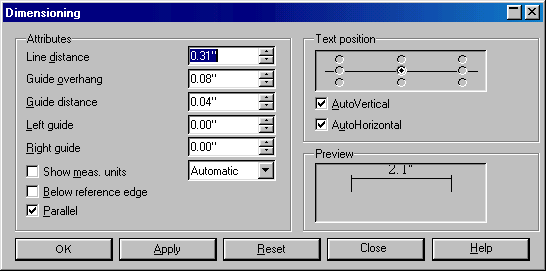 Dimensioning
Attributes
Line distance 0.31"
Guide overhang 0.08"
Guide distance 0.04"
Left guide 0.00"
Right guide 0.00"
Show meas. units Automatic
Below reference edge
Parallel
Text position
AutoVertical
AutoHorizontal
Preview
2.1"
OK Apply Reset Close Help